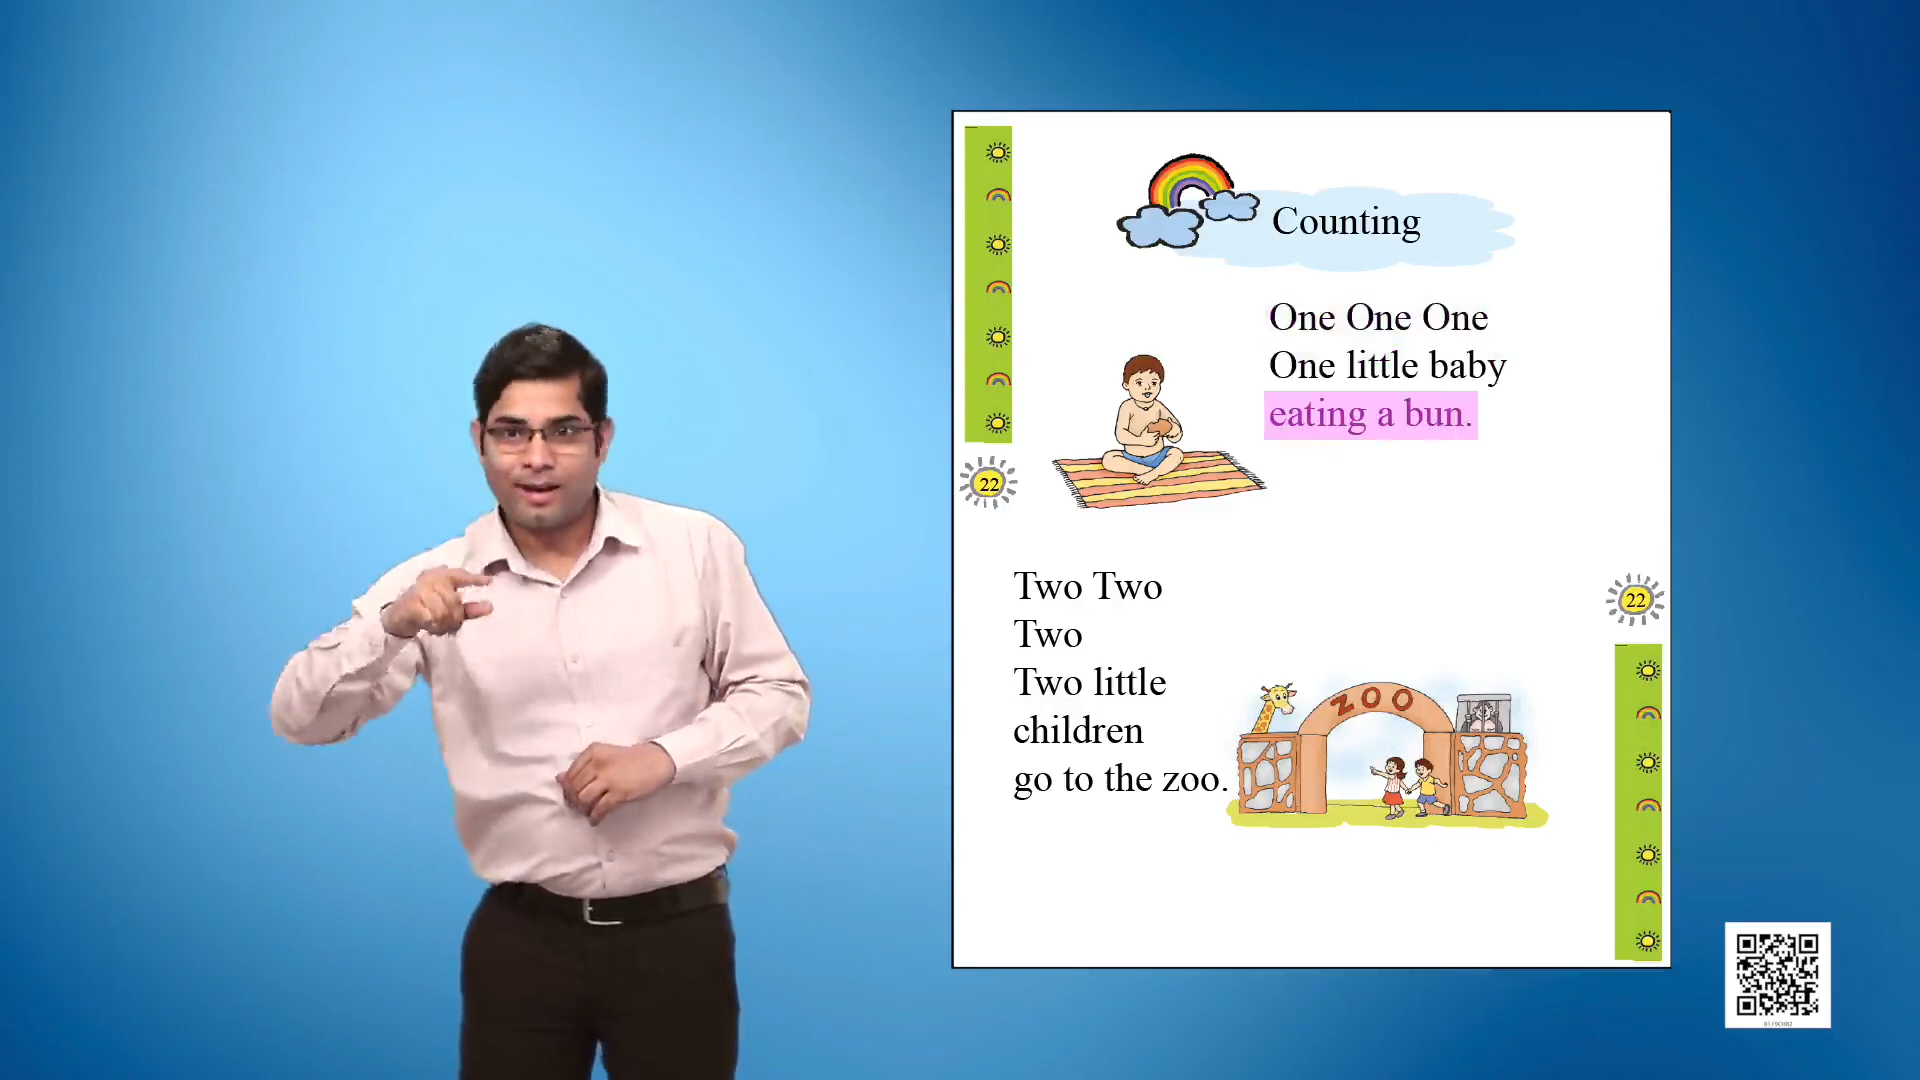 Counting
One One One
One little baby
eating a bun.
22
Two Two
Two
Two little
children
go to the zoo.
22
ZOO